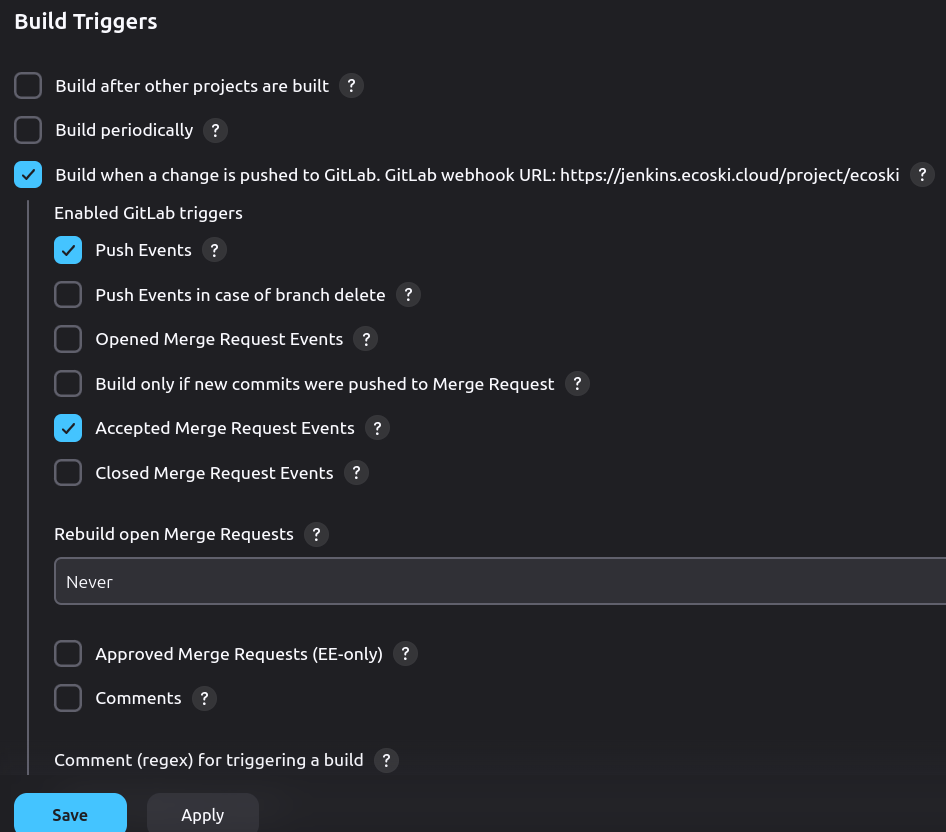 Build Triggers
Build after other projects are built ?
Build periodically ?
Build when a change is pushed to GitLab. GitLab webhook URL: https://jenkins.ecoski.cloud/project/ecoski ?
Enabled GitLab triggers
Push Events ?
Push Events in case of branch delete ?
Opened Merge Request Events ?
Build only if new commits were pushed to Merge Request ?
Accepted Merge Request Events ?
Closed Merge Request Events ?
Rebuild open Merge Requests ?
Never
Approved Merge Requests (EE-only) ?
Comments ?
Comment (regex) for triggering a build ?
Save Apply